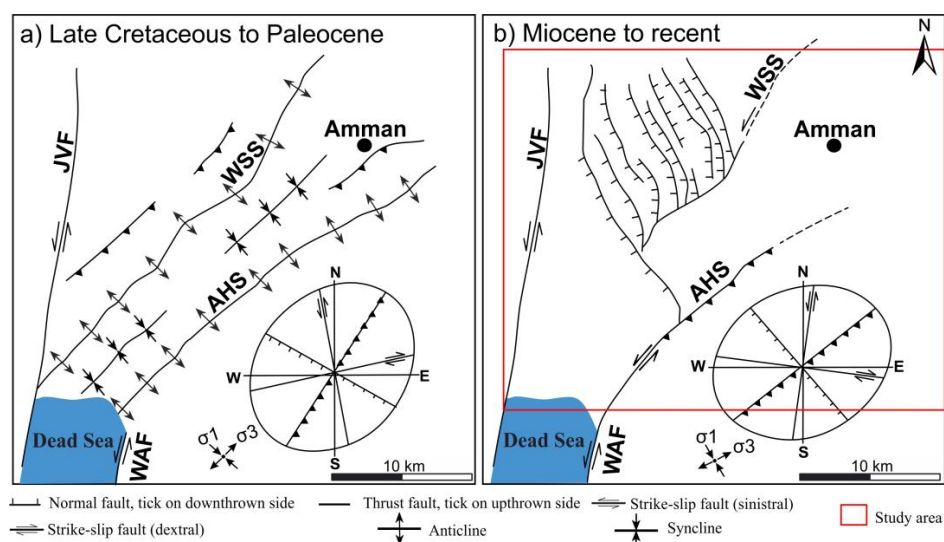 a) Late Cretaceous to Paleocene
JVF
WSS
Amman
AHS
N
W
E
S
σ1
σ3
Dead Sea
WAF
10 km
b) Miocene to recent
N
JVF
WSS
Amman
AHS
N
W
E
S
σ1
σ3
Dead Sea
WAF
10 km
Normal fault, tick on downthrown side
Thrust fault, tick on upthrown side
Strike-slip fault (sinistral)
Strike-slip fault (dextral)
Anticline
Syncline
Study area